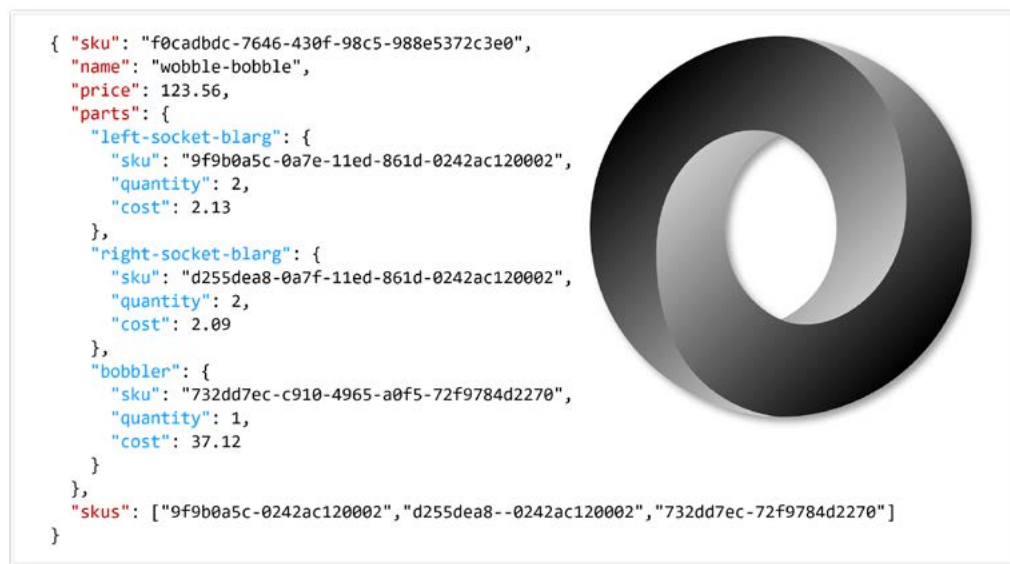 { "sku": "f0cadbdc-7646-430f-98c5-988e5372c3e0",
"name": "wobble-bobble",
"price": 123.56,
"parts": {
"left-socket-blarg": {
"sku": "9f9b0a5c-0a7e-11ed-861d-0242ac120002",
"quantity": 2,
"cost": 2.13
},
"right-socket-blarg": {
"sku": "d255dea8-0a7f-11ed-861d-0242ac120002",
"quantity": 2,
"cost": 2.09
},
"bobbler": {
"sku": "732dd7ec-c910-4965-a0f5-72f9784d2270",
"quantity": 1,
"cost": 37.12
}
},
"skus": ["9f9b0a5c-0242ac120002","d255dea8--0242ac120002","732dd7ec-72f9784d2270"]
}